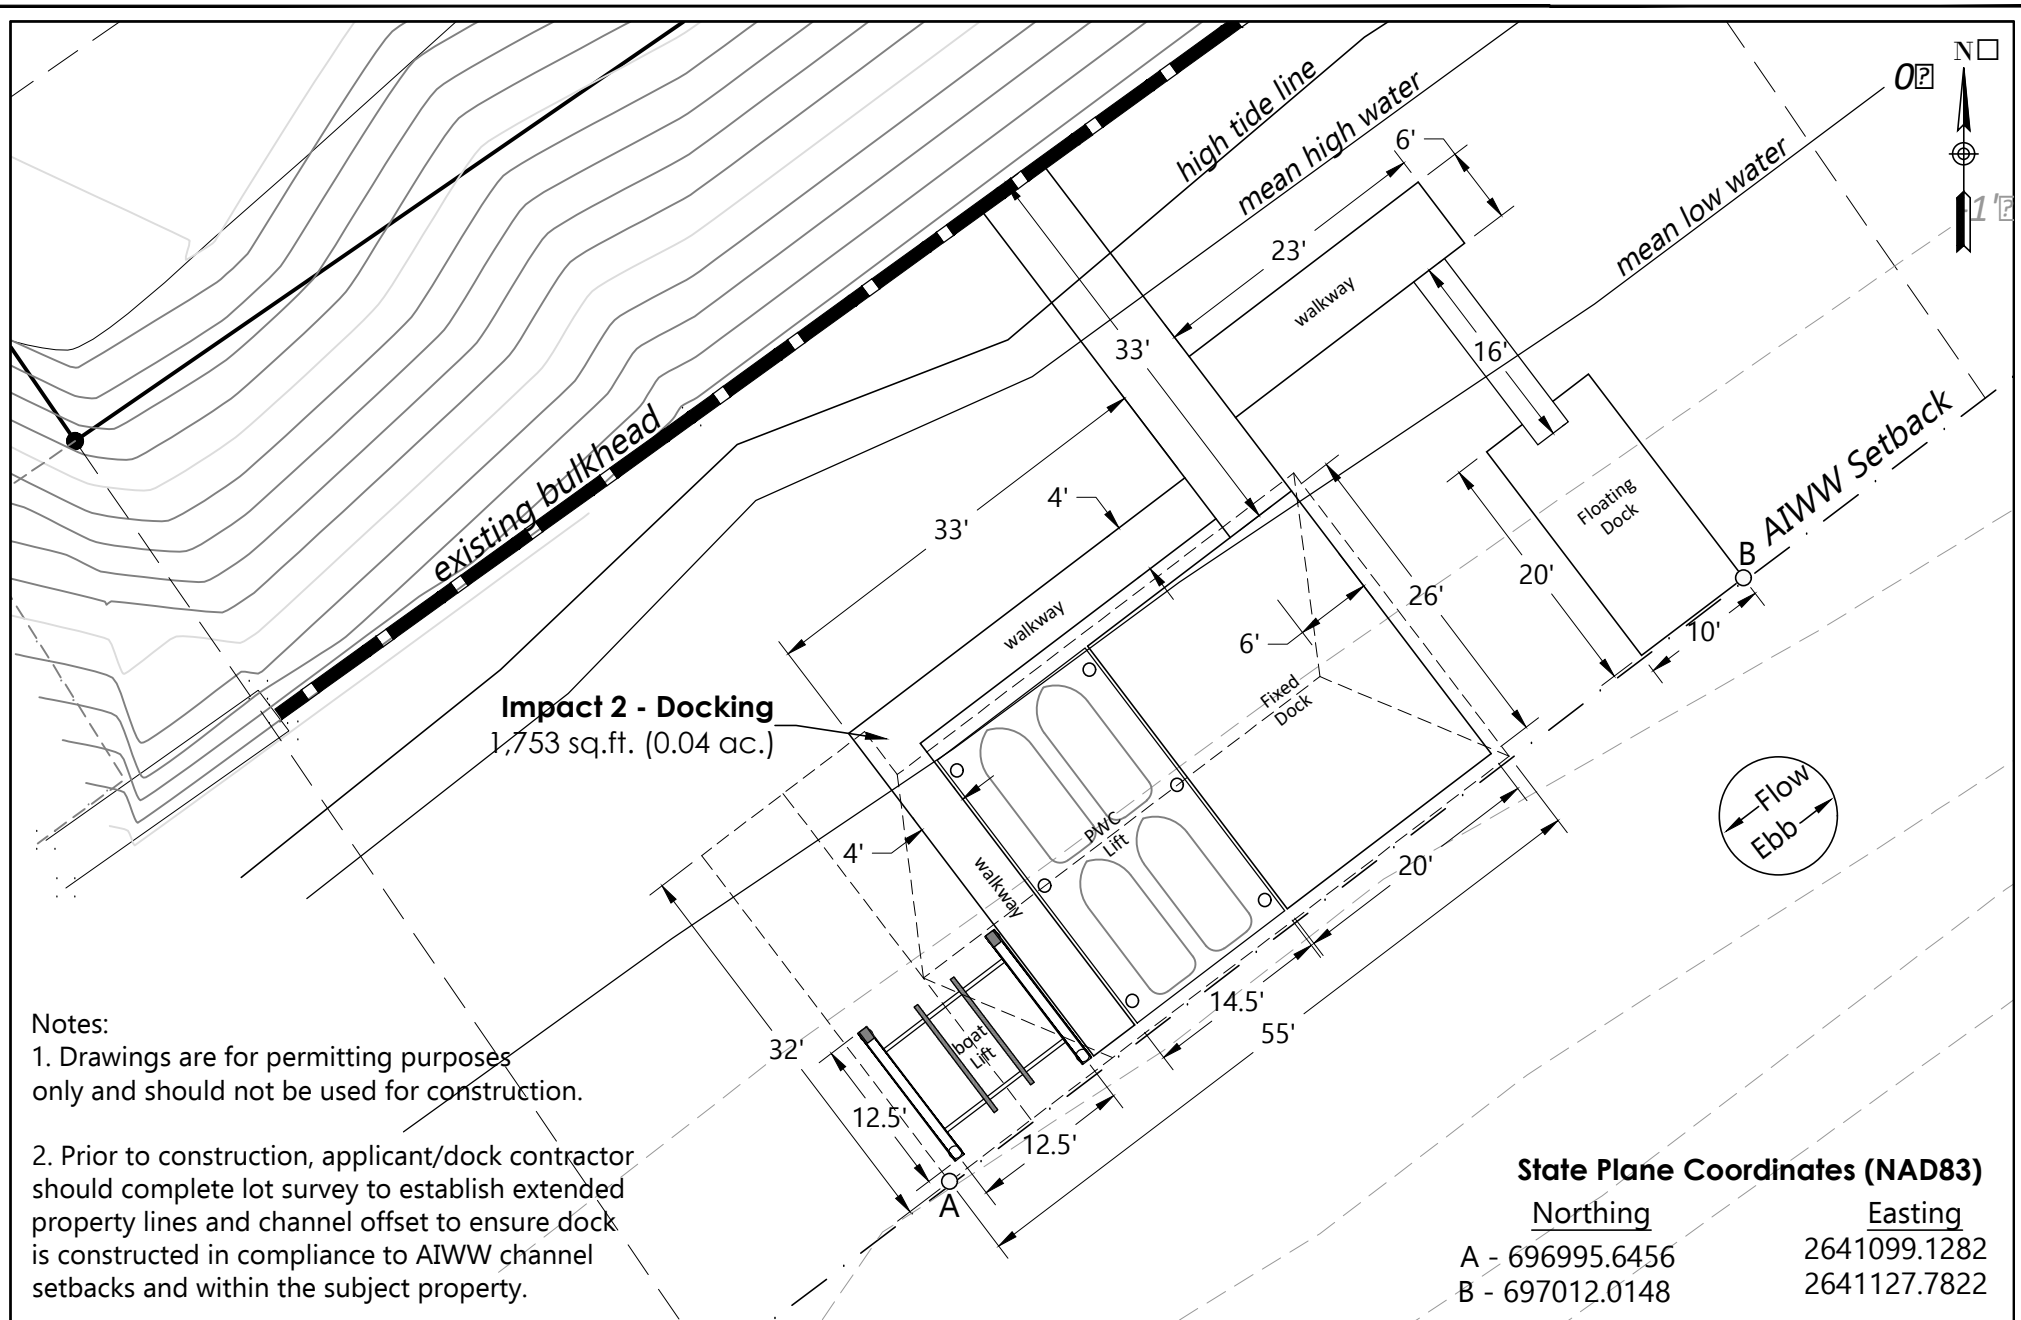 N
0
-1'
high tide line
mean high water
mean low water
6'
23'
walkway
33'
16'
existing bulkhead
4'
33'
walkway
Floating
Dock
AIWW Setback
B
20'
10'
26'
6'
Fixed
Dock
Impact 2 - Docking
1,753 sq.ft. (0.04 ac.)
4'
walkway
PWC
Lift
Flow
Ebb
20'
14.5'
55'
32'
boat
Lift
12.5'
12.5'
A
Notes:
1. Drawings are for permitting purposes
only and should not be used for construction.
2. Prior to construction, applicant/dock contractor
should complete lot survey to establish extended
property lines and channel offset to ensure dock
is constructed in compliance to AIWW channel
setbacks and within the subject property.
State Plane Coordinates (NAD83)
Northing Easting
A - 696995.6456 2641099.1282
B - 697012.0148 2641127.7822